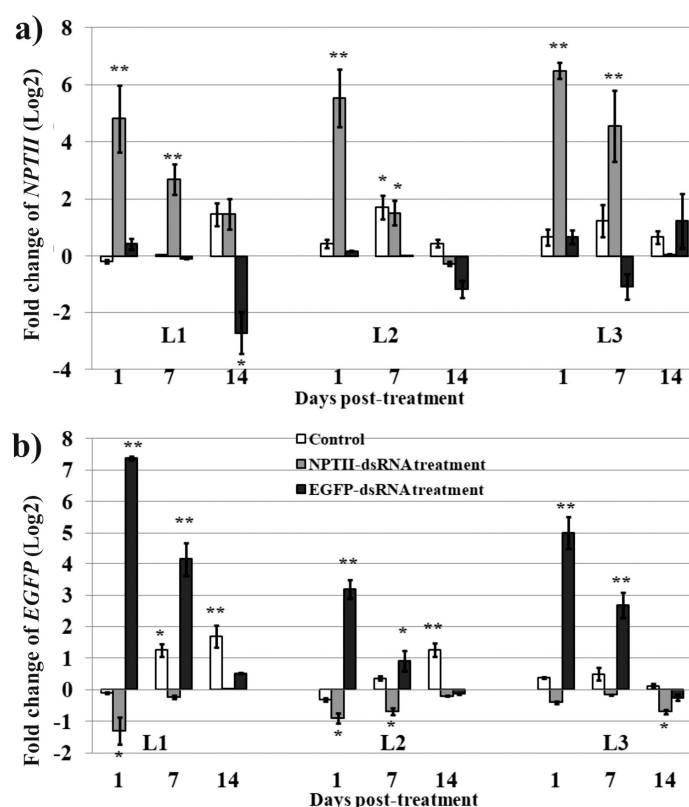 a)
Fold change of NPTII (Log2)
8
6
4
2
0
-2
-4
** ** ** **
** * * *
L1 L2 L3
1 7 14 1 7 14 1 7 14
Days post-treatment
b)
Fold change of EGFP (Log2)
8
7
6
5
4
3
2
1
0
-1
-2
Control
NPTII-dsRNA treatment
EGFP-dsRNA treatment
** ** ** **
** ** * * ** **
* * * *
L1 L2 L3
1 7 14 1 7 14 1 7 14
Days post-treatment